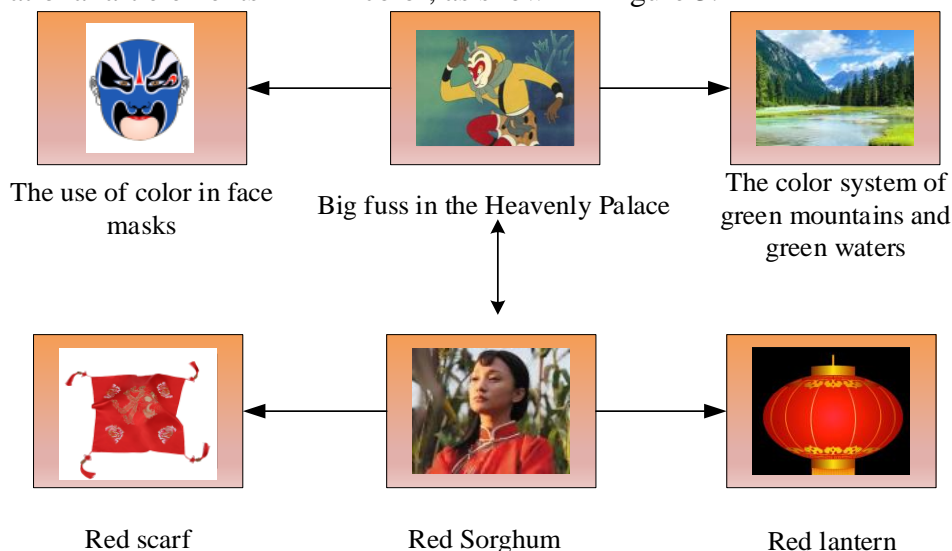 The use of color in face
masks
Big fuss in the Heavenly Palace
The color system of
green mountains and
green waters
Red scarf
Red Sorghum
Red lantern